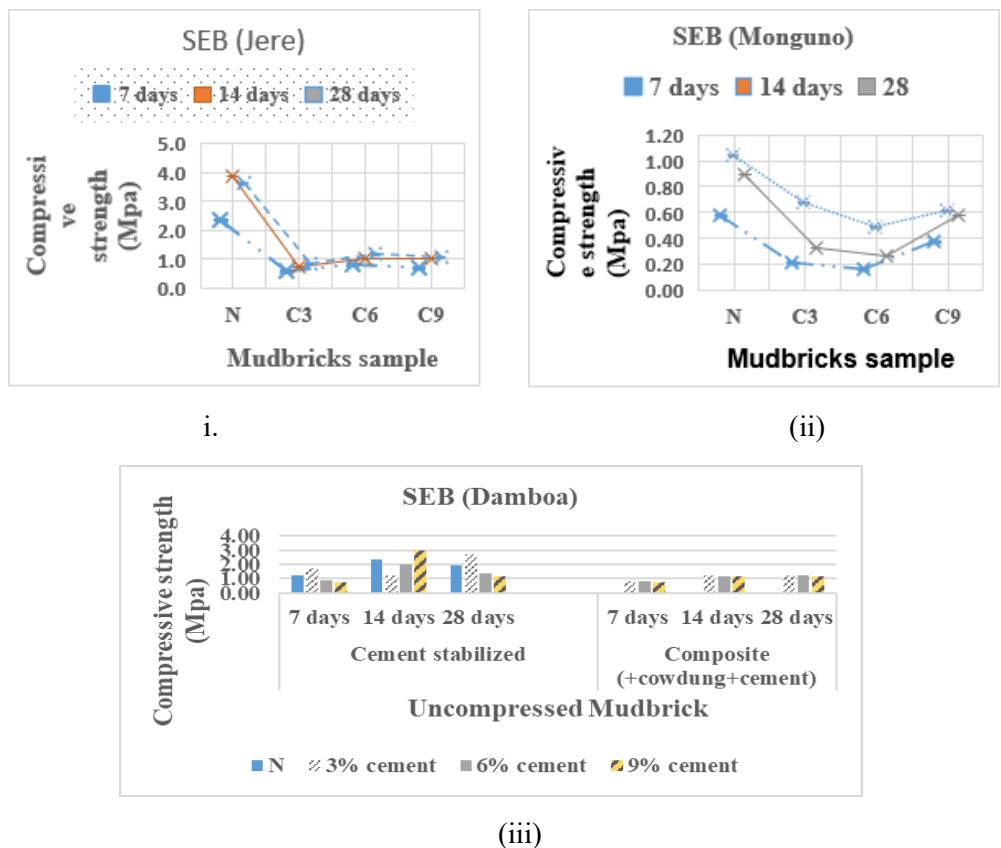 SEB (Jere)
7 days 14 days 28 days
5.0
4.0
3.0
2.0
1.0
0.0
Compressi
ve
strength
(Mpa)
N C3 C6 C9
Mudbricks sample
i.
SEB (Monguno)
7 days 14 days 28
1.20
1.00
0.80
0.60
0.40
0.20
0.00
Compressiv
e strength
(Mpa)
N C3 C6 C9
Mudbricks sample
(ii)
SEB (Damboa)
4.00
3.00
2.00
1.00
0.00
Compressive strength
(Mpa)
7 days 14 days 28 days 7 days 14 days 28 days
Cement stabilized Composite
(+cowdung+cement)
Uncompressed Mudbrick
N 3% cement 6% cement 9% cement
(iii)